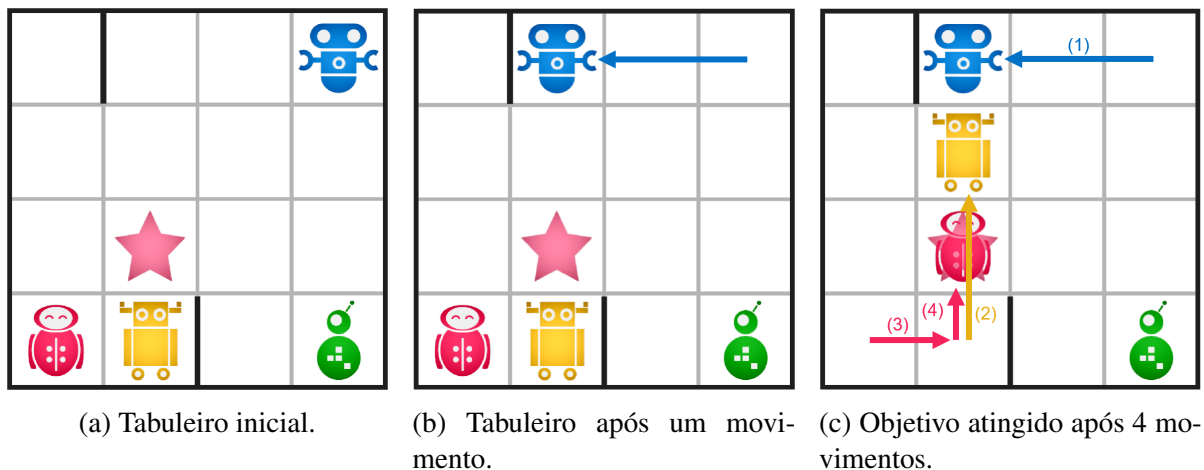 (1)
(3)
(4)
(2)
(a) Tabuleiro inicial.
(b) Tabuleiro após um movi-
mento.
(c) Objetivo atingido após 4 mo-
vimentos.